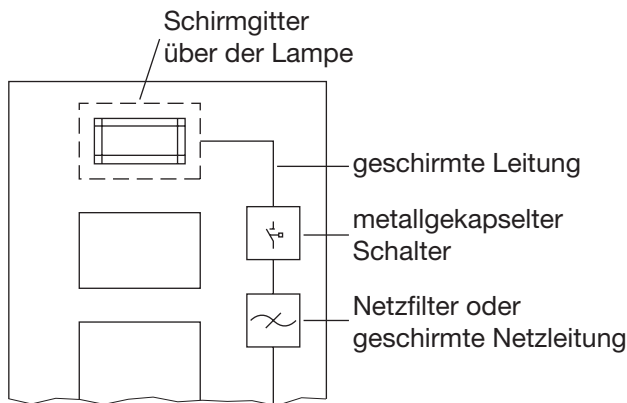 Schirmgitter
über der Lampe
geschirmte Leitung
metallgekapselter
Schalter
Netzfilter oder
geschirmte Netzleitung